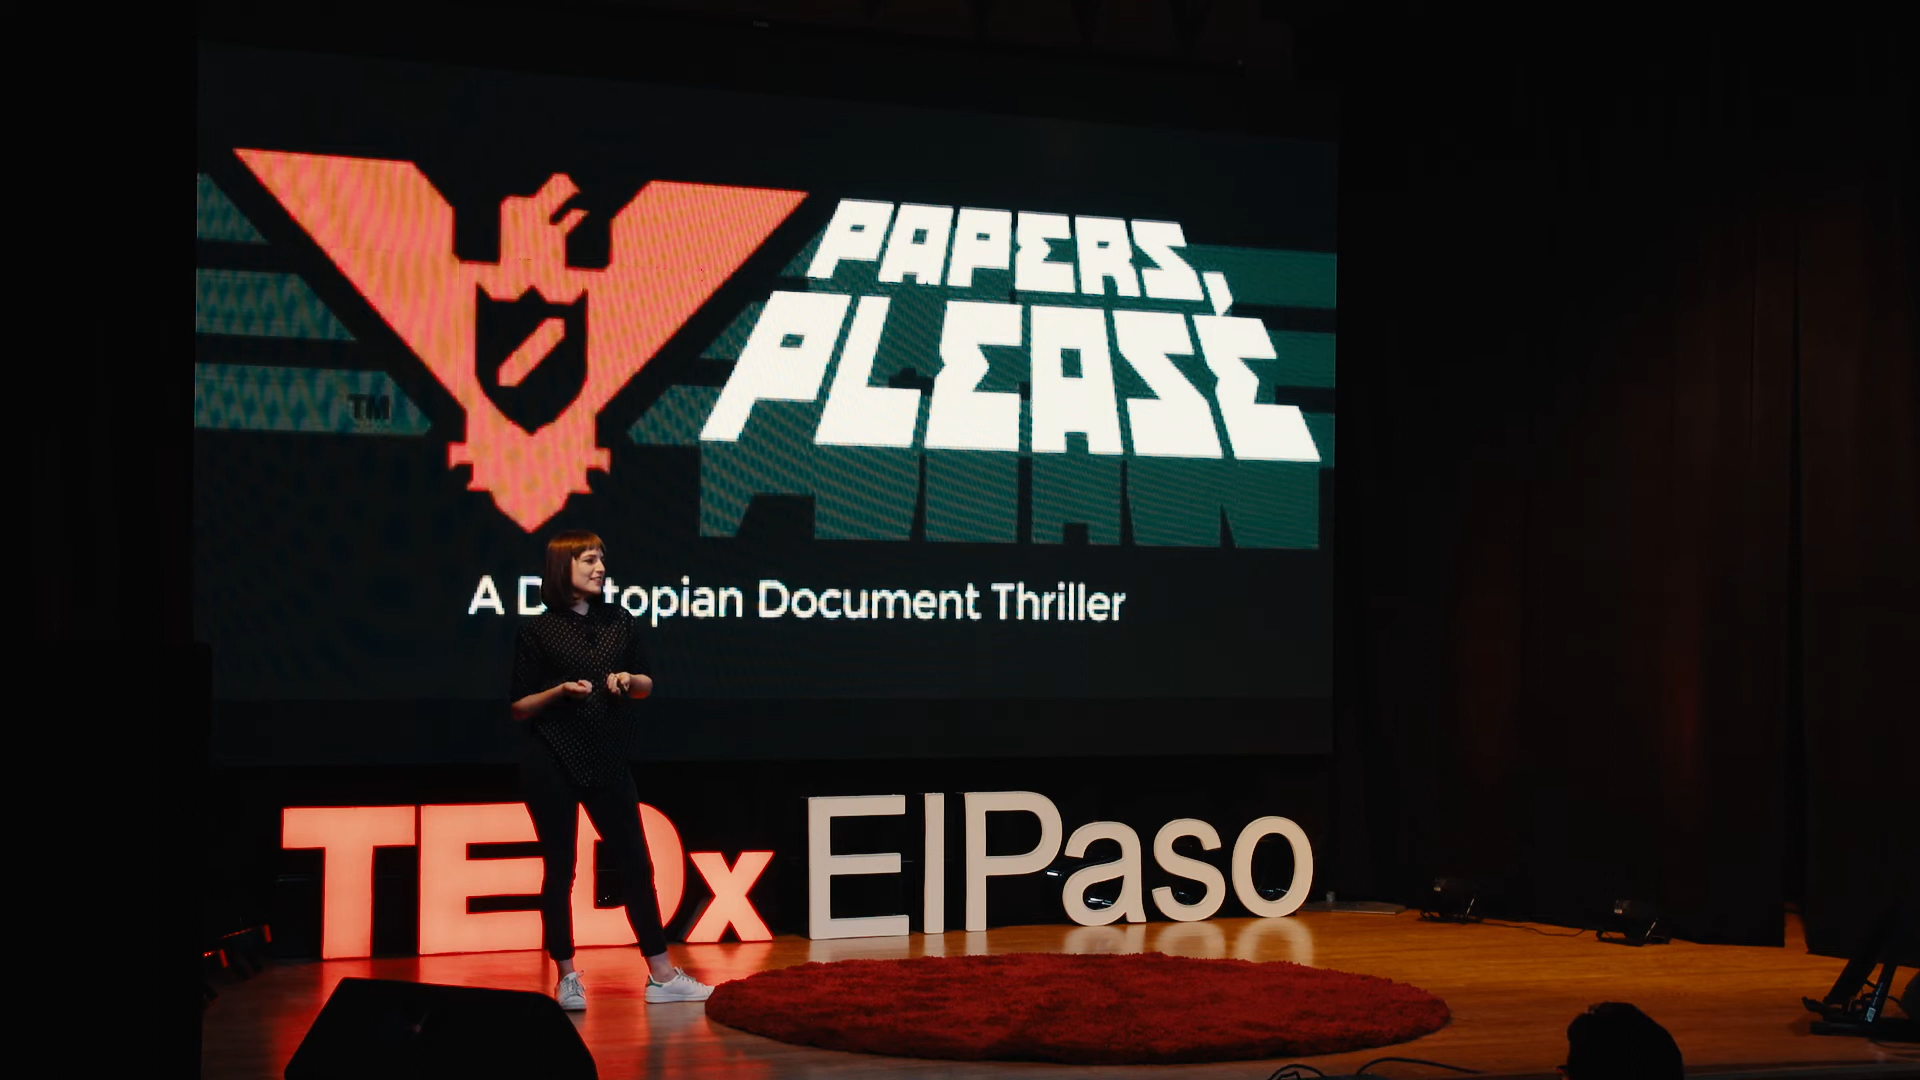 PAPERS,
PLEASE
TM
A D topian Document Thriller
TEDx ElPaso